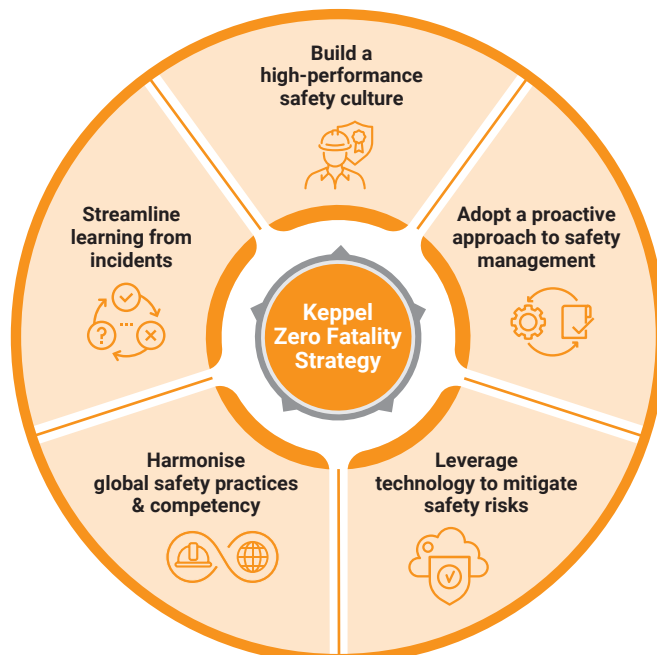 Build a
high-performance
safety culture
Adopt a proactive
approach to safety
management
Leverage
technology to mitigate
safety risks
Harmonise
global safety practices
& competency
Streamline
learning from
incidents
Keppel
Zero Fatality
Strategy